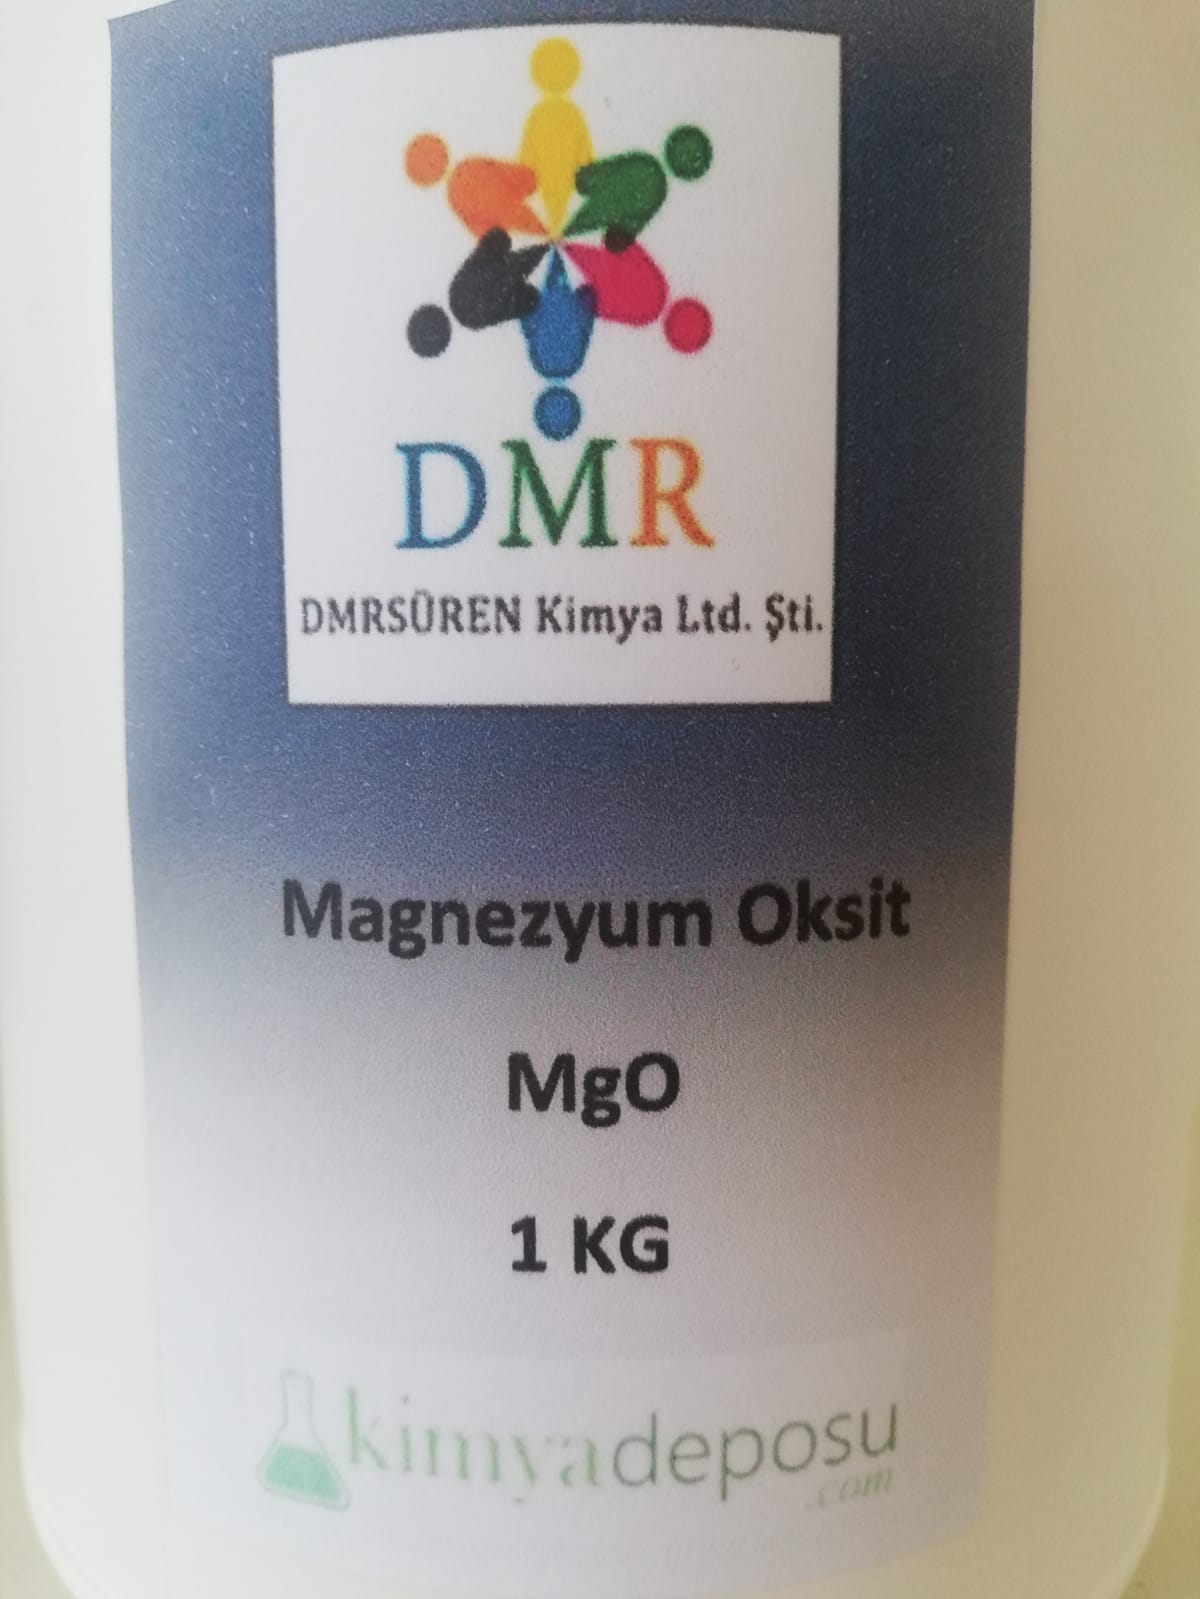 DMR
DMRSÜREN Kimya Ltd. Şti.
Magnezyum Oksit
MgO
1 KG
kimyadeposu
.com